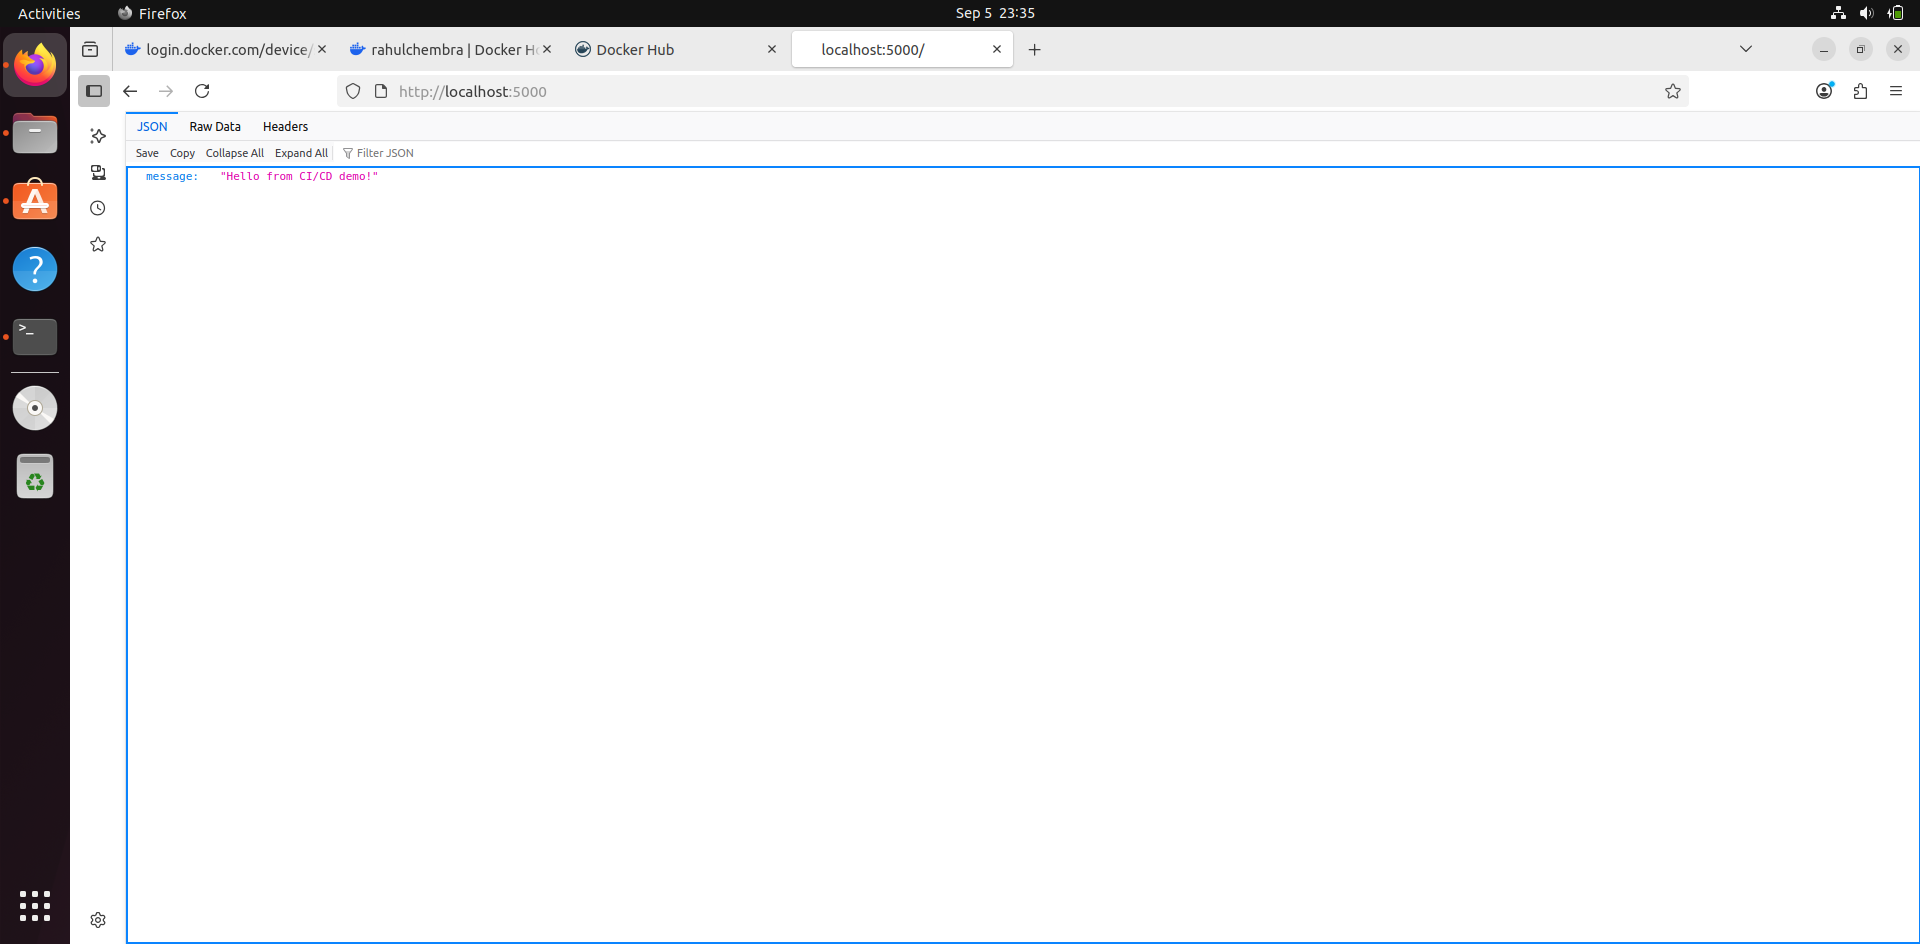 Activities Firefox Sep 5 23:35
login.docker.com/device/ rahulchembra | Docker H Docker Hub localhost:5000/
http://localhost:5000
JSON Raw Data Headers
Save Copy Collapse All Expand All Filter JSON
message: "Hello from CI/CD demo!"